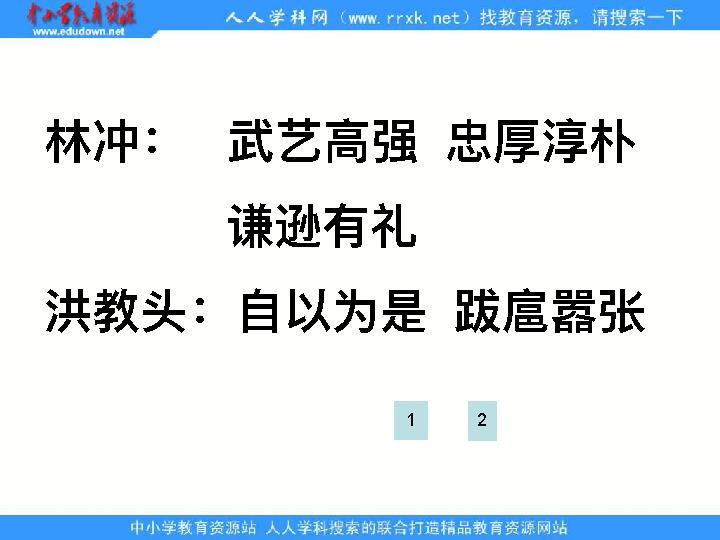 中小学教育资源
www.edudown.net
人人学科网（www.rrxk.net）找教育资源，请搜索一下
林冲： 武艺高强 忠厚淳朴
谦逊有礼
洪教头：自以为是 跋扈嚣张
1 2
中小学教育资源站 人人学科搜索的联合打造精品教育资源网站